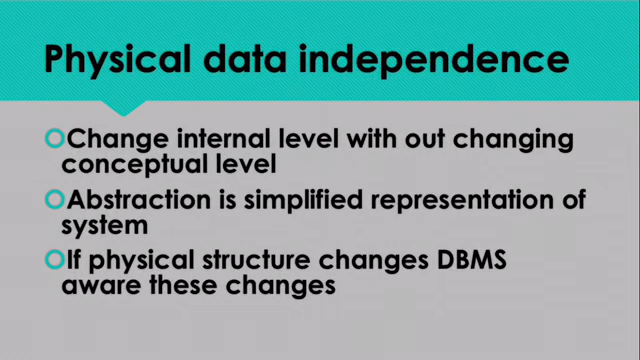 Physical data independence
Change internal level with out changing
conceptual level
Abstraction is simplified representation of
system
If physical structure changes DBMS
aware these changes